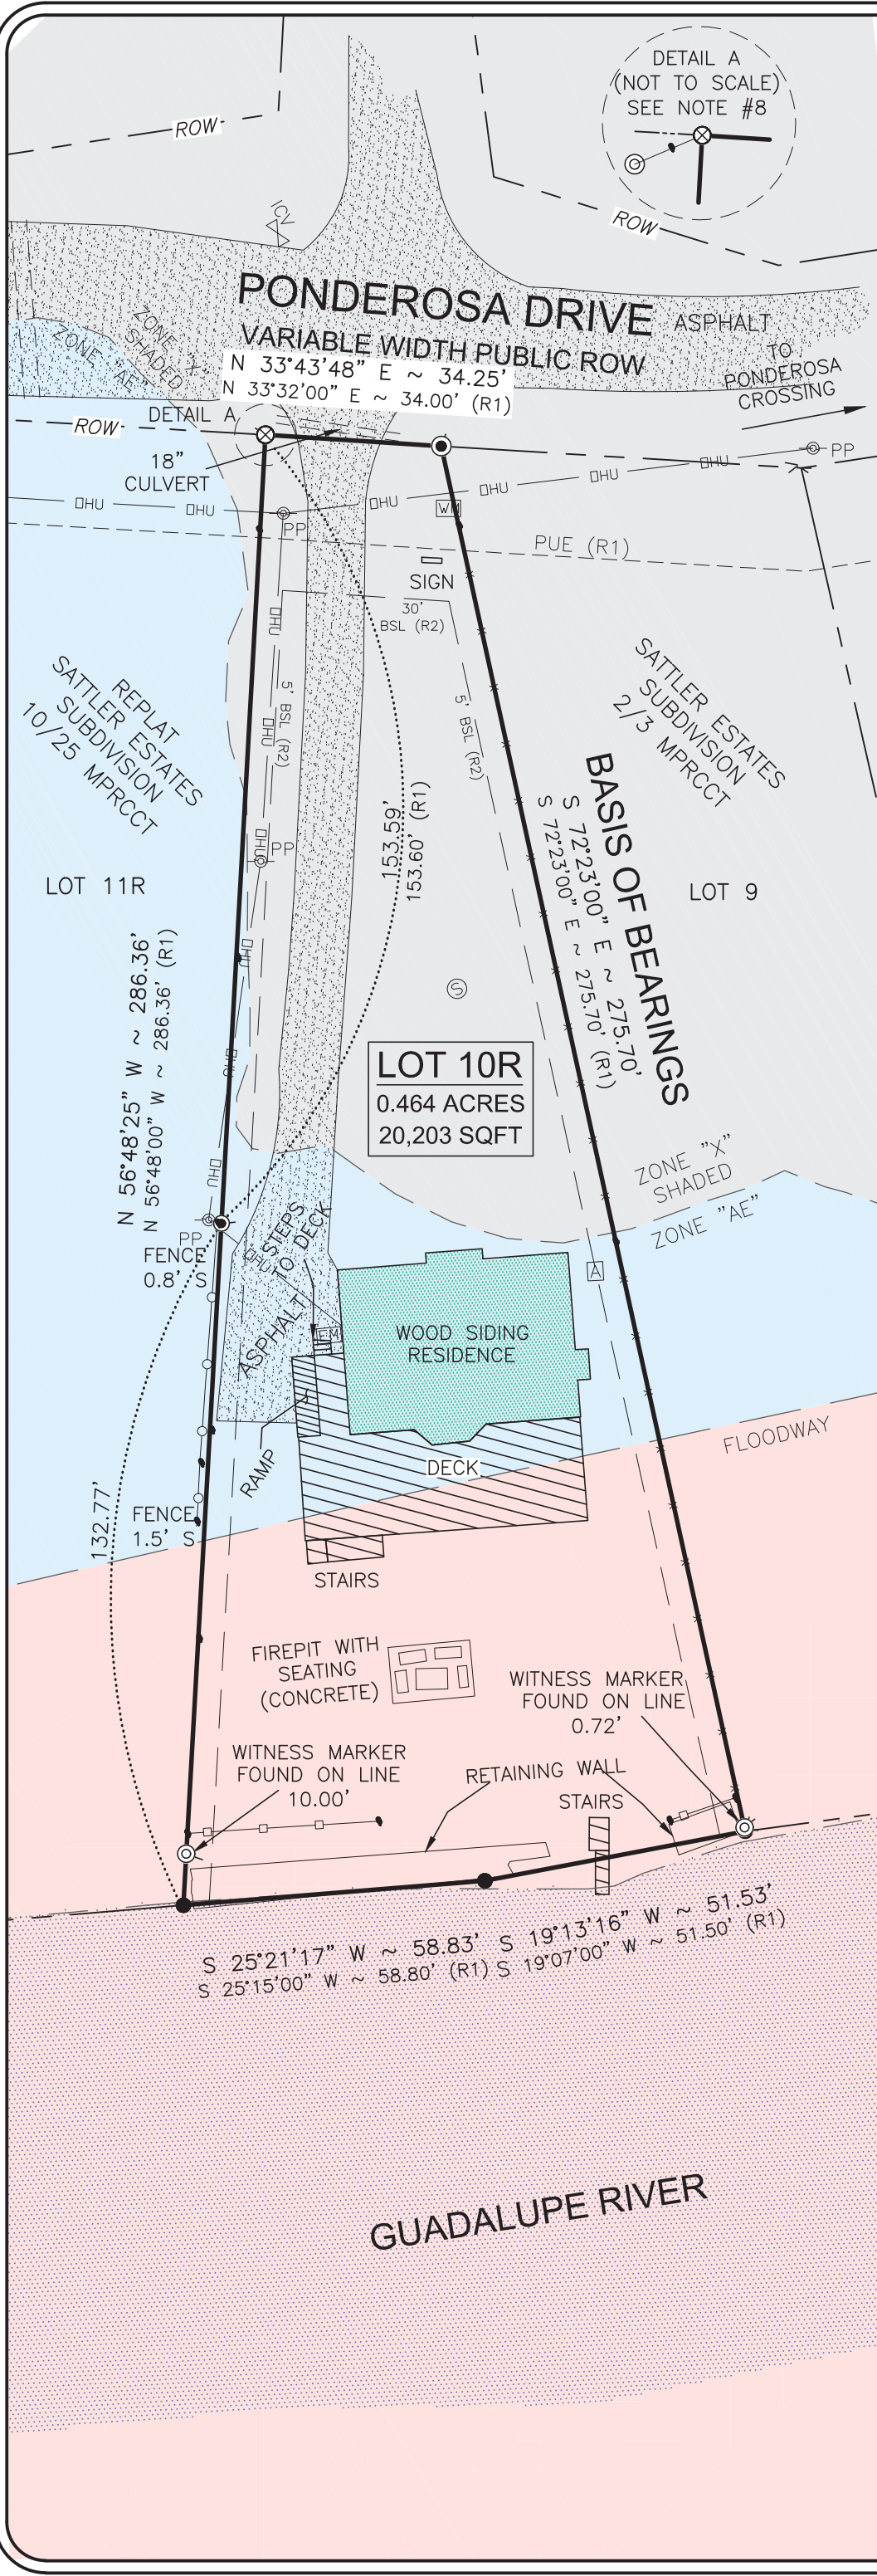 DETAIL A
(NOT TO SCALE)
SEE NOTE #8
ROW
ROW
ICV
PONDEROSA DRIVE
ASPHALT
VARIABLE WIDTH PUBLIC ROW
ZONE "X"
SHADED
ZONE "AE"
TO
PONDEROSA
CROSSING
N 33°43'48" E ~ 34.25'
N 33°32'00" E ~ 34.00' (R1)
DETAIL A
ROW
18"
CULVERT
PP
OHU
OHU
OHU
OHU
OHU
OHU
PP
WM
PUE (R1)
SIGN
30'
BSL (R2)
OHU
5' BSL (R2)
OHU
5' BSL (R2)
REPLAT
SATTLER ESTATES
SUBDIVISION
10/25 MPRCCT
SATTLER ESTATES
SUBDIVISION
2/3 MPRCCT
BASIS OF BEARINGS
S 72°23'00" E ~ 275.70'
S 72°23'00" E ~ 275.70' (R1)
153.59'
153.60' (R1)
OHU
PP
LOT 11R
LOT 9
N 56°48'25" W ~ 286.36'
N 56°48'00" W ~ 286.36' (R1)
OHU
S
OHU
LOT 10R
0.464 ACRES
20,203 SQFT
ZONE "X"
SHADED
ZONE "AE"
OHU
PP
FENCE
0.8' S
STEPS
TO DECK
OHU
A
EM
ASPHALT
WOOD SIDING
RESIDENCE
FLOODWAY
RAMP
DECK
132.77'
FENCE
1.5' S
STAIRS
FIREPIT WITH
SEATING
(CONCRETE)
WITNESS MARKER
FOUND ON LINE
0.72'
WITNESS MARKER
FOUND ON LINE
10.00'
RETAINING WALL
STAIRS
S 25°21'17" W ~ 58.83'
S 25°15'00" W ~ 58.80' (R1)
S 19°13'16" W ~ 51.53'
S 19°07'00" W ~ 51.50' (R1)
GUADALUPE RIVER